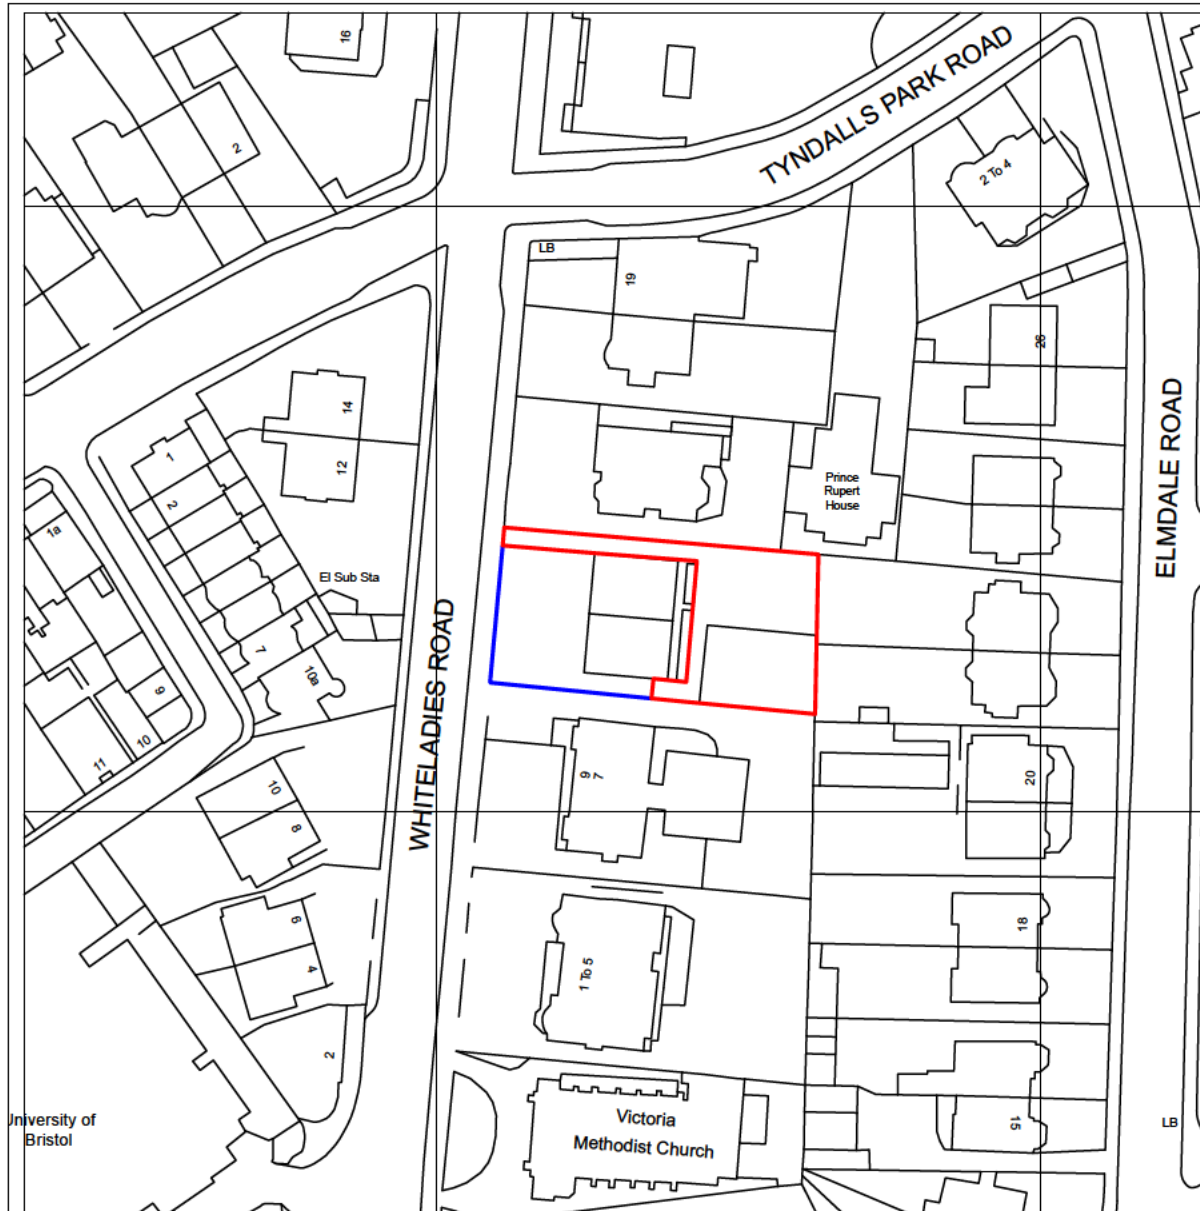 16
2
TYNDALLS PARK ROAD
2 To 4
LB
19
26
14
12
1
2
1a
Prince
Rupert
House
ELMDALE ROAD
El Sub Sta
7
10a
9
10
11
WHITELADIES ROAD
9
7
20
10
8
6
4
18
1 To 5
2
University of
Bristol
Victoria
Methodist Church
15
LB